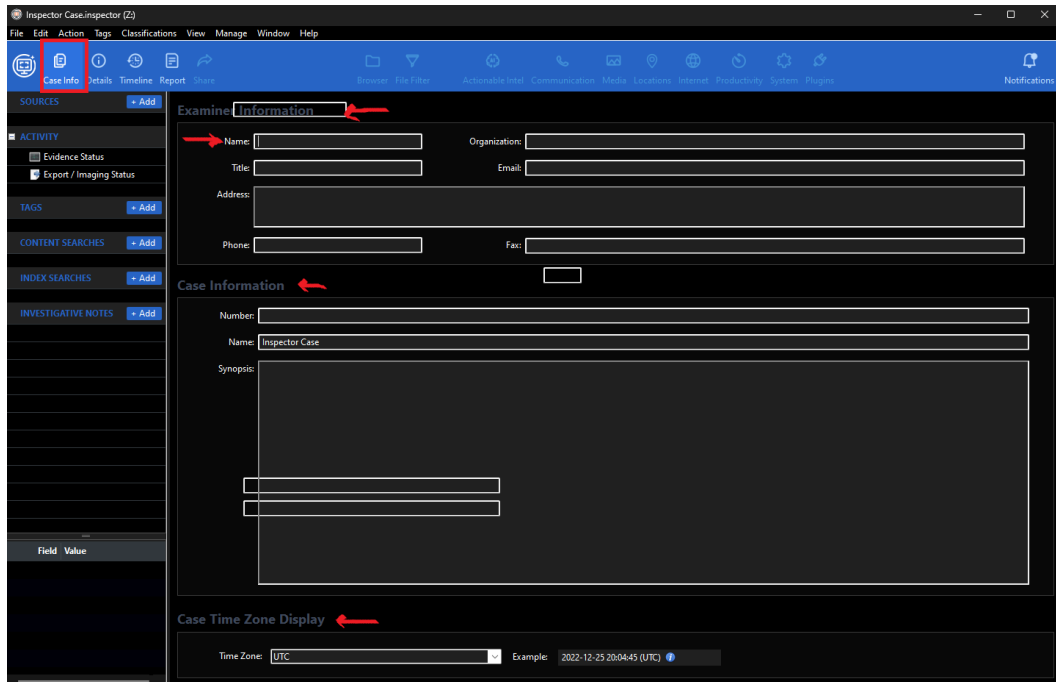 Inspector Case.inspector (Z:)
File Edit Action Tags Classifications View Manage Window Help
Case Info Details Timeline Report Share Browser File Filter Actionable Intel Communication Media Locations Internet Productivity System Plugins Notifications
SOURCES + Add
ACTIVITY
Evidence Status
Export / Imaging Status
TAGS + Add
CONTENT SEARCHES + Add
INDEX SEARCHES + Add
INVESTIGATIVE NOTES + Add
Field Value
Examiner Information
Name: Organization:
Title: Email:
Address:
Phone: Fax:
Case Information
Number:
Name: Inspector Case
Synopsis:
Case Time Zone Display
Time Zone: UTC Example: 2022-12-25 20:04:45 (UTC)